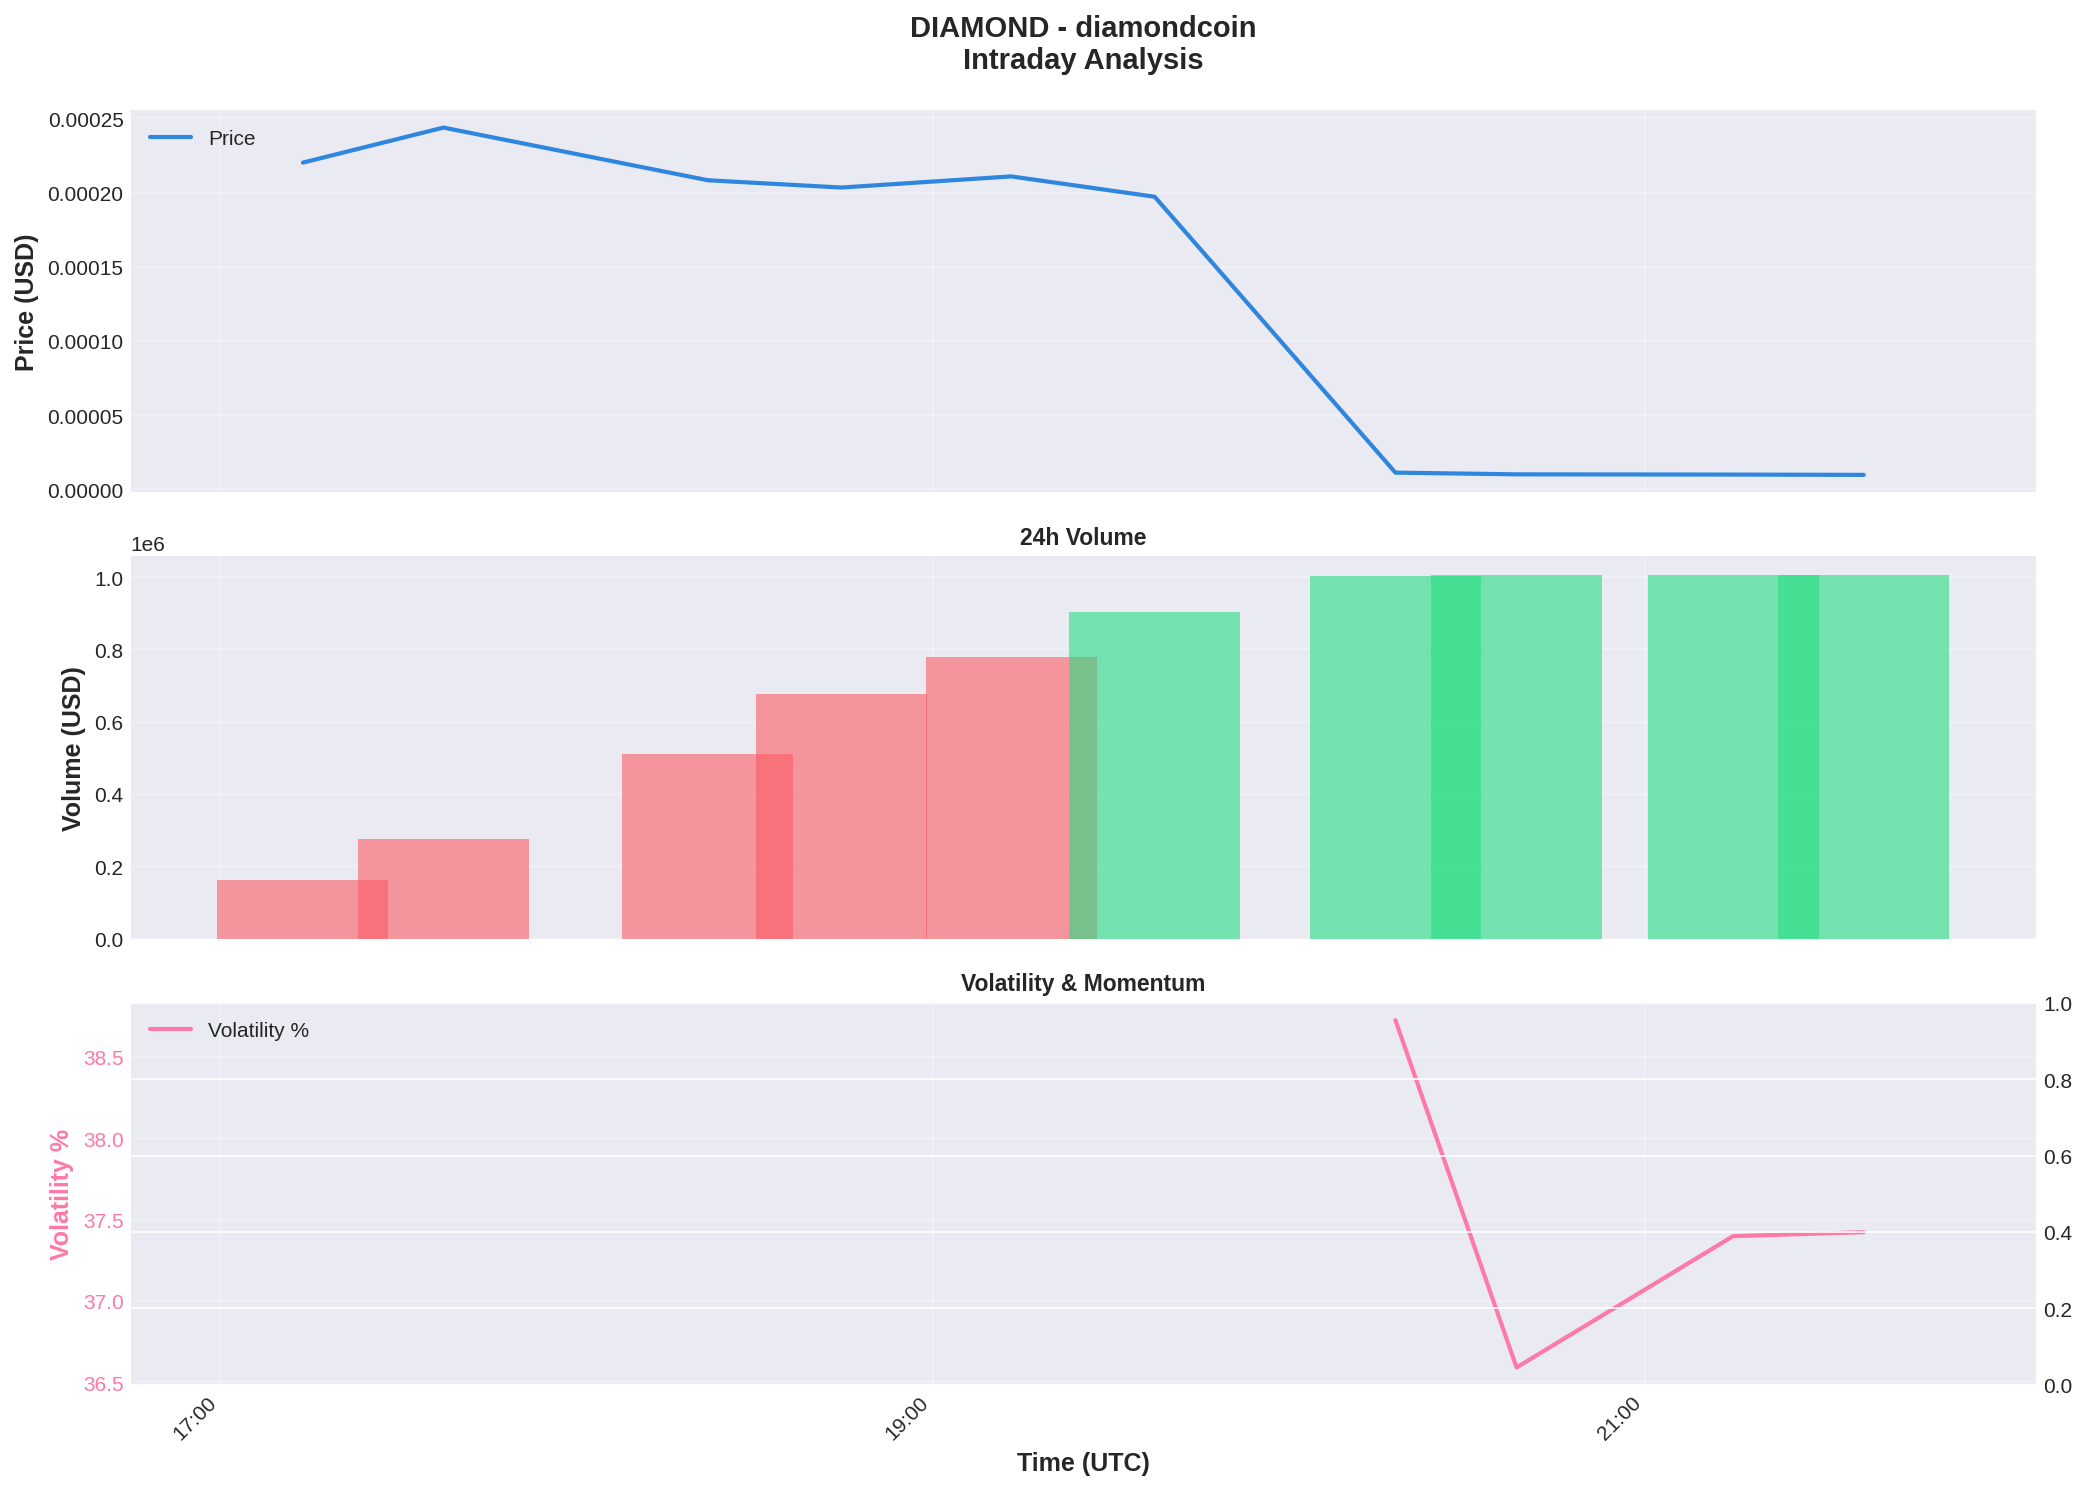 DIAMOND - diamondcoin
Intraday Analysis
Price
0.00025
0.00020
0.00015
0.00010
0.00005
0.00000
Price (USD)
24h Volume
1e6
1.0
0.8
0.6
0.4
0.2
0.0
Volume (USD)
Volatility & Momentum
Volatility %
38.5
38.0
37.5
37.0
36.5
Volatility %
1.0
0.8
0.6
0.4
0.2
0.0
17:00
19:00
21:00
Time (UTC)